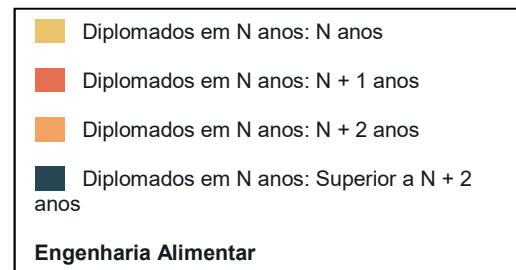 Diplomados em N anos: N anos
Diplomados em N anos: N + 1 anos
Diplomados em N anos: N + 2 anos
Diplomados em N anos: Superior a N + 2
anos
Engenharia Alimentar